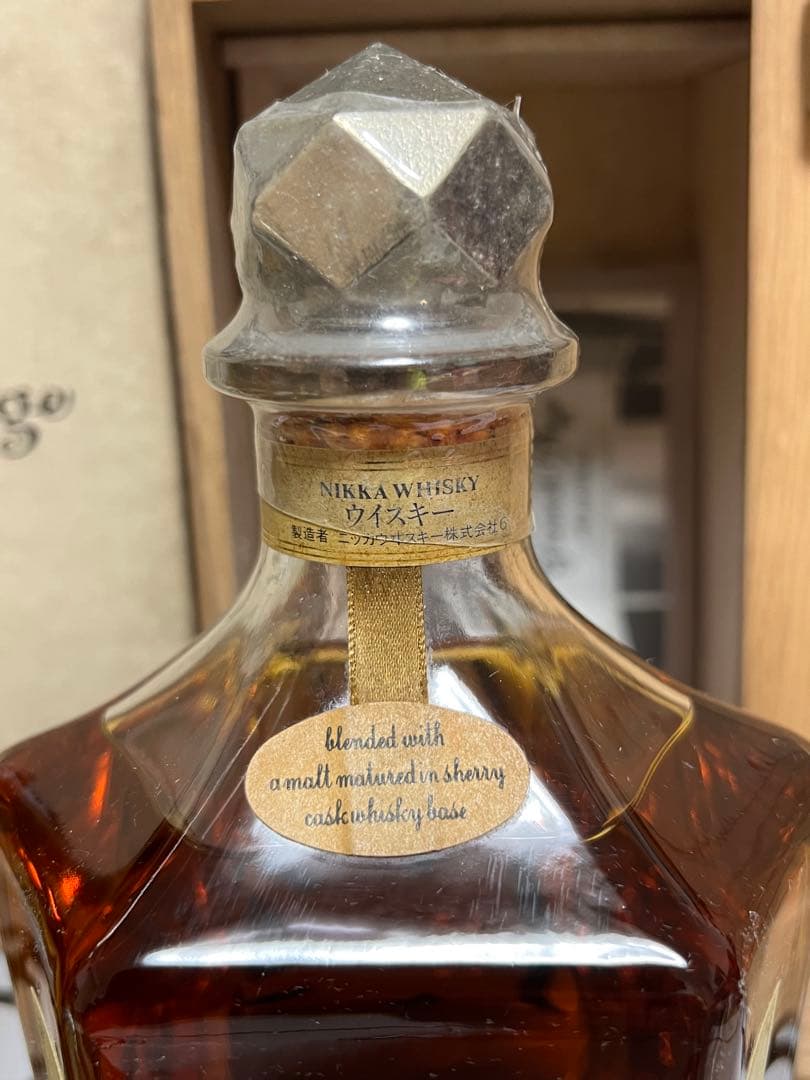 NIKKA WHISKY
ウイスキー
製造者 ニッカウヰスキー株式会社6
blended with
a malt matured in sherry
cask whisky base